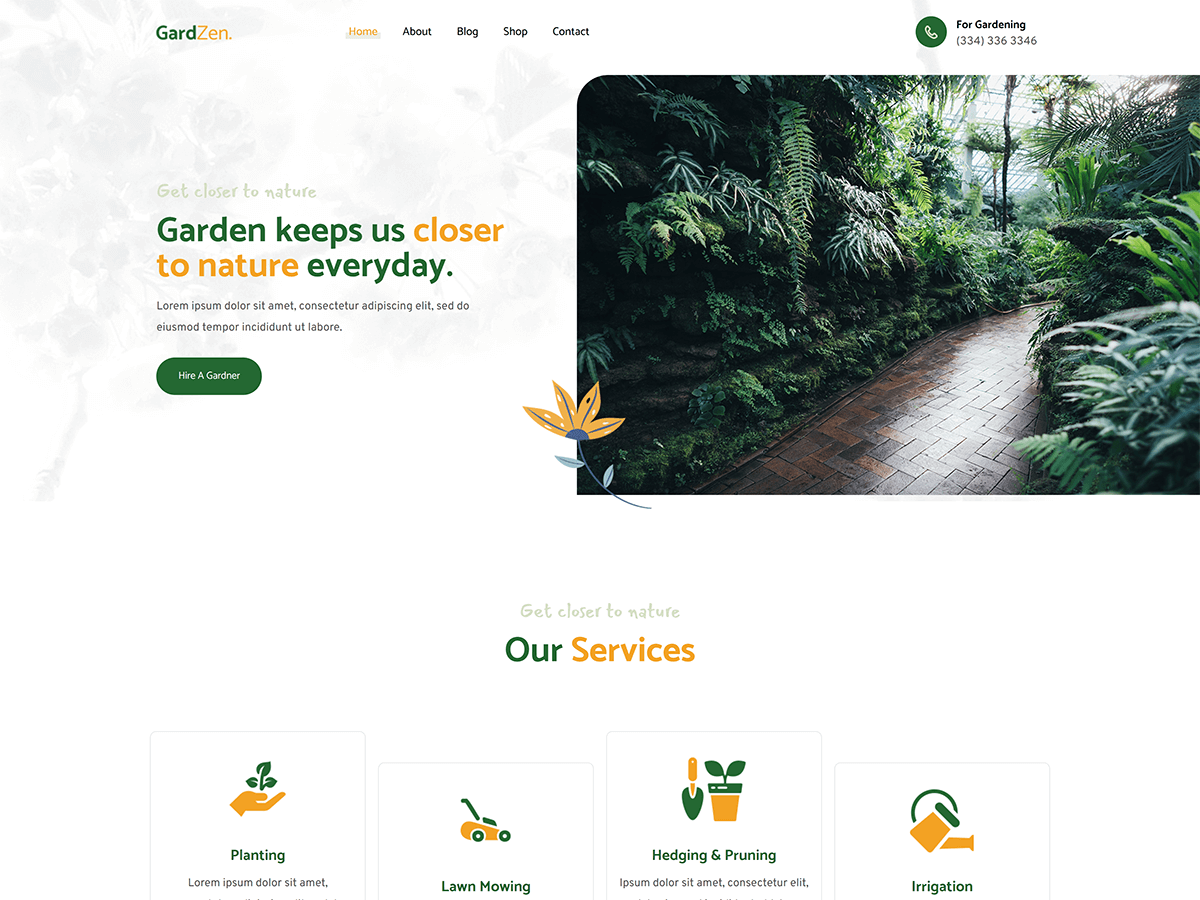 GardZen.
Home About Blog Shop Contact
For Gardening
(334) 336 3346
Get closer to nature
Garden keeps us closer
to nature everyday.
Lorem ipsum dolor sit amet, consectetur adipiscing elit, sed do
eiusmod tempor incididunt ut labore.
Hire A Gardner
Get closer to nature
Our Services
Planting
Lorem ipsum dolor sit amet,
Lawn Mowing
Hedging & Pruning
Ipsum dolor sit amet, consectetur elit,
Irrigation